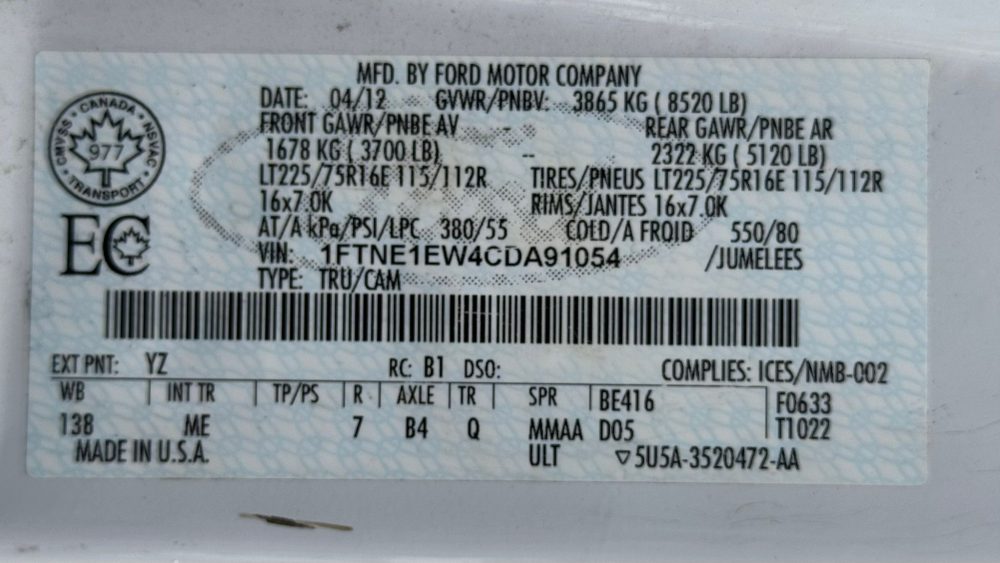 MFD. BY FORD MOTOR COMPANY
DATE: 04/12 GVWR/PNBV: 3865 KG ( 8520 LB)
FRONT GAWR/PNBE AV - REAR GAWR/PNBE AR
1678 KG ( 3700 LB) -- 2322 KG ( 5120 LB)
LT225/75R16E 115/112R TIRES/PNEUS LT225/75R16E 115/112R
16x7.0K RIMS/JANTES 16x7.0K
AT/A kPa/PSI/LPC 380/55 COLD/A FROID 550/80
VIN: 1FTNE1EW4CDA91054 /JUMELEES
TYPE: TRU/CAM
CANADA
CMVSS NSVAC
977
TRANSPORT
EC
EXT PNT: YZ RC: B1 DSO: COMPLIES: ICES/NMB-002
WB INT TR TP/PS R AXLE TR SPR BE416 F0633
138 ME 7 B4 Q MMAA D05 T1022
MADE IN U.S.A. ULT ▽5U5A-3520472-AA